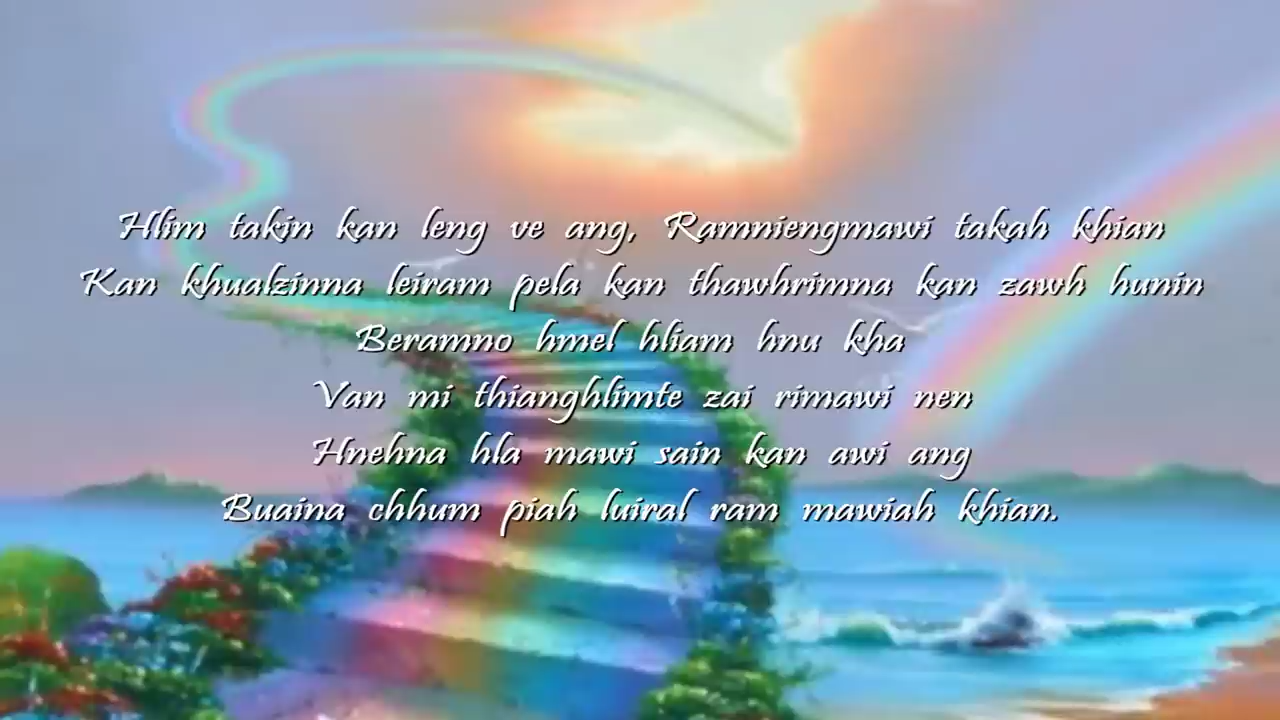 Hlim takin kan leng ve ang, Ramniengmawi takah khian
Kan khualzinna leiram pela kan thawhrimna kan zawh hunin
Beramno hmel hliam hnu kha
Van mi thianghlimte zai rimawi nen
Hnehna hla mawi sain kan awi ang
Buaina chhum piah luiral ram mawiah khian.